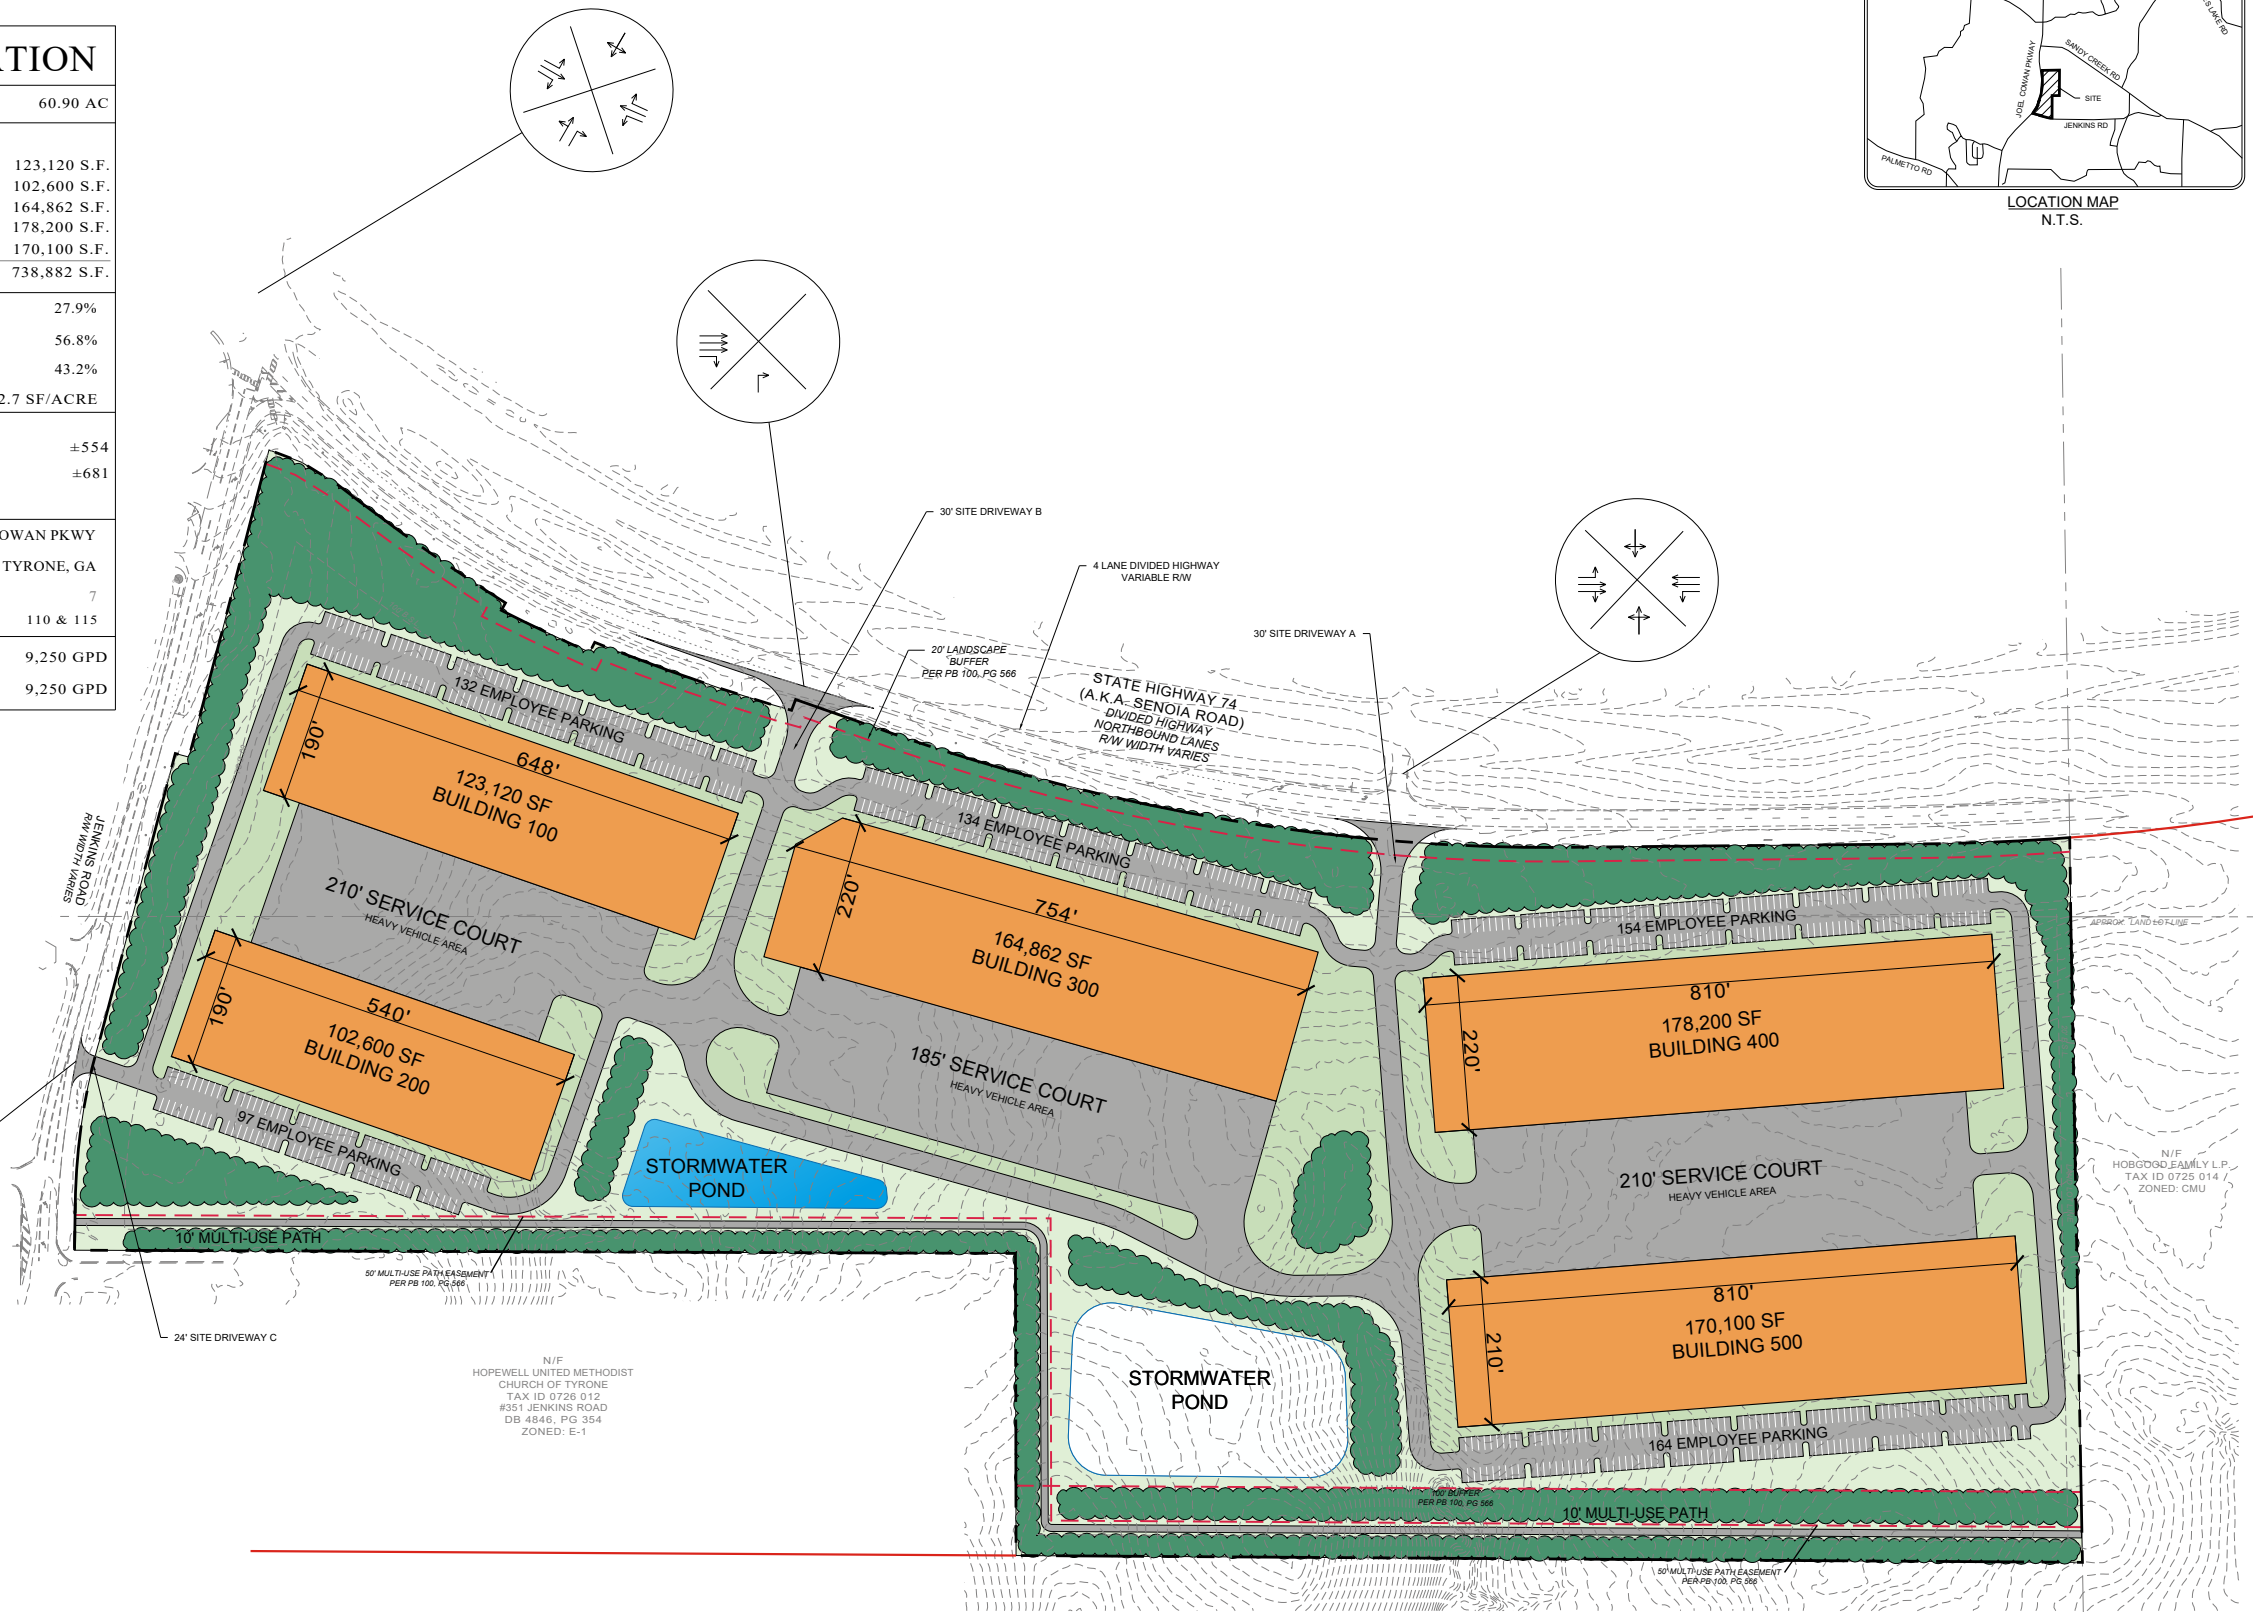 ATION
60.90 AC
123,120 S.F.
102,600 S.F.
164,862 S.F.
178,200 S.F.
170,100 S.F.
738,882 S.F.
27.9%
56.8%
43.2%
2.7 SF/ACRE
±554
±681
OWAN PKWY
TYRONE, GA
7
110 & 115
9,250 GPD
9,250 GPD
S LAKE RD
SANDY CREEK RD
JOEL COWAN PKWAY
SITE
JENKINS RD
PALMETTO RD
LOCATION MAP
N.T.S.
30' SITE DRIVEWAY B
4 LANE DIVIDED HIGHWAY
VARIABLE R/W
30' SITE DRIVEWAY A
20' LANDSCAPE
BUFFER
PER PB 100, PG 566
STATE HIGHWAY 74
(A.K.A. SENOIA ROAD)
DIVIDED HIGHWAY
NORTHBOUND LANES
R/W WIDTH VARIES
132 EMPLOYEE PARKING
190'
648'
123,120 SF
BUILDING 100
134 EMPLOYEE PARKING
220'
754'
164,862 SF
BUILDING 300
154 EMPLOYEE PARKING
APPROX. LAND LOT LINE
810'
220'
178,200 SF
BUILDING 400
JENKINS ROAD
R/W WIDTH VARIES
210' SERVICE COURT
HEAVY VEHICLE AREA
190'
540'
102,600 SF
BUILDING 200
185' SERVICE COURT
HEAVY VEHICLE AREA
97 EMPLOYEE PARKING
STORMWATER
POND
210' SERVICE COURT
HEAVY VEHICLE AREA
N/F
HOBGOOD FAMILY L.P.
TAX ID 0725 014
ZONED: CMU
10' MULTI-USE PATH
50' MULTI-USE PATH EASEMENT
PER PB 100, PG 566
24' SITE DRIVEWAY C
810'
210'
170,100 SF
BUILDING 500
N/F
HOPEWELL UNITED METHODIST
CHURCH OF TYRONE
TAX ID 0726 012
#351 JENKINS ROAD
DB 4846, PG 354
ZONED: E-1
STORMWATER
POND
164 EMPLOYEE PARKING
100' BUFFER
PER PB 100, PG 566
10' MULTI-USE PATH
50' MULTI-USE PATH EASEMENT
PER PB 100, PG 566